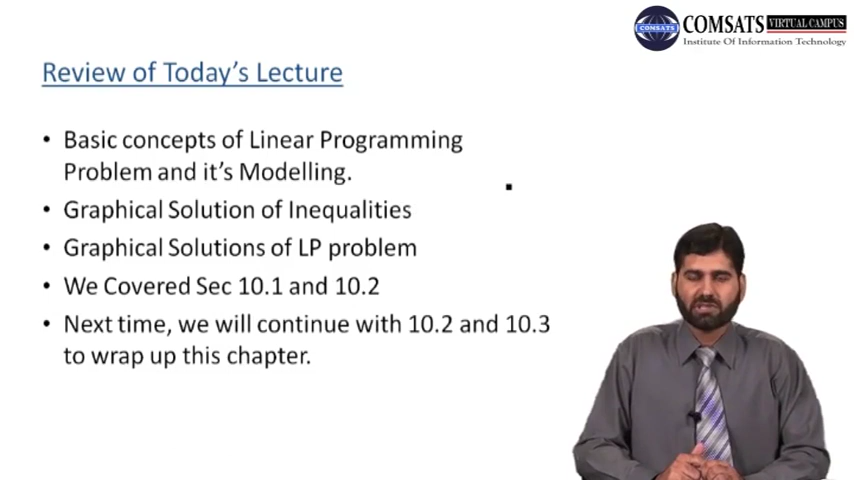 COMSATS VIRTUAL CAMPUS
COMSATS
Institute Of Information Technology
Review of Today's Lecture
• Basic concepts of Linear Programming
Problem and it's Modelling.
• Graphical Solution of Inequalities
• Graphical Solutions of LP problem
• We Covered Sec 10.1 and 10.2
• Next time, we will continue with 10.2 and 10.3
to wrap up this chapter.